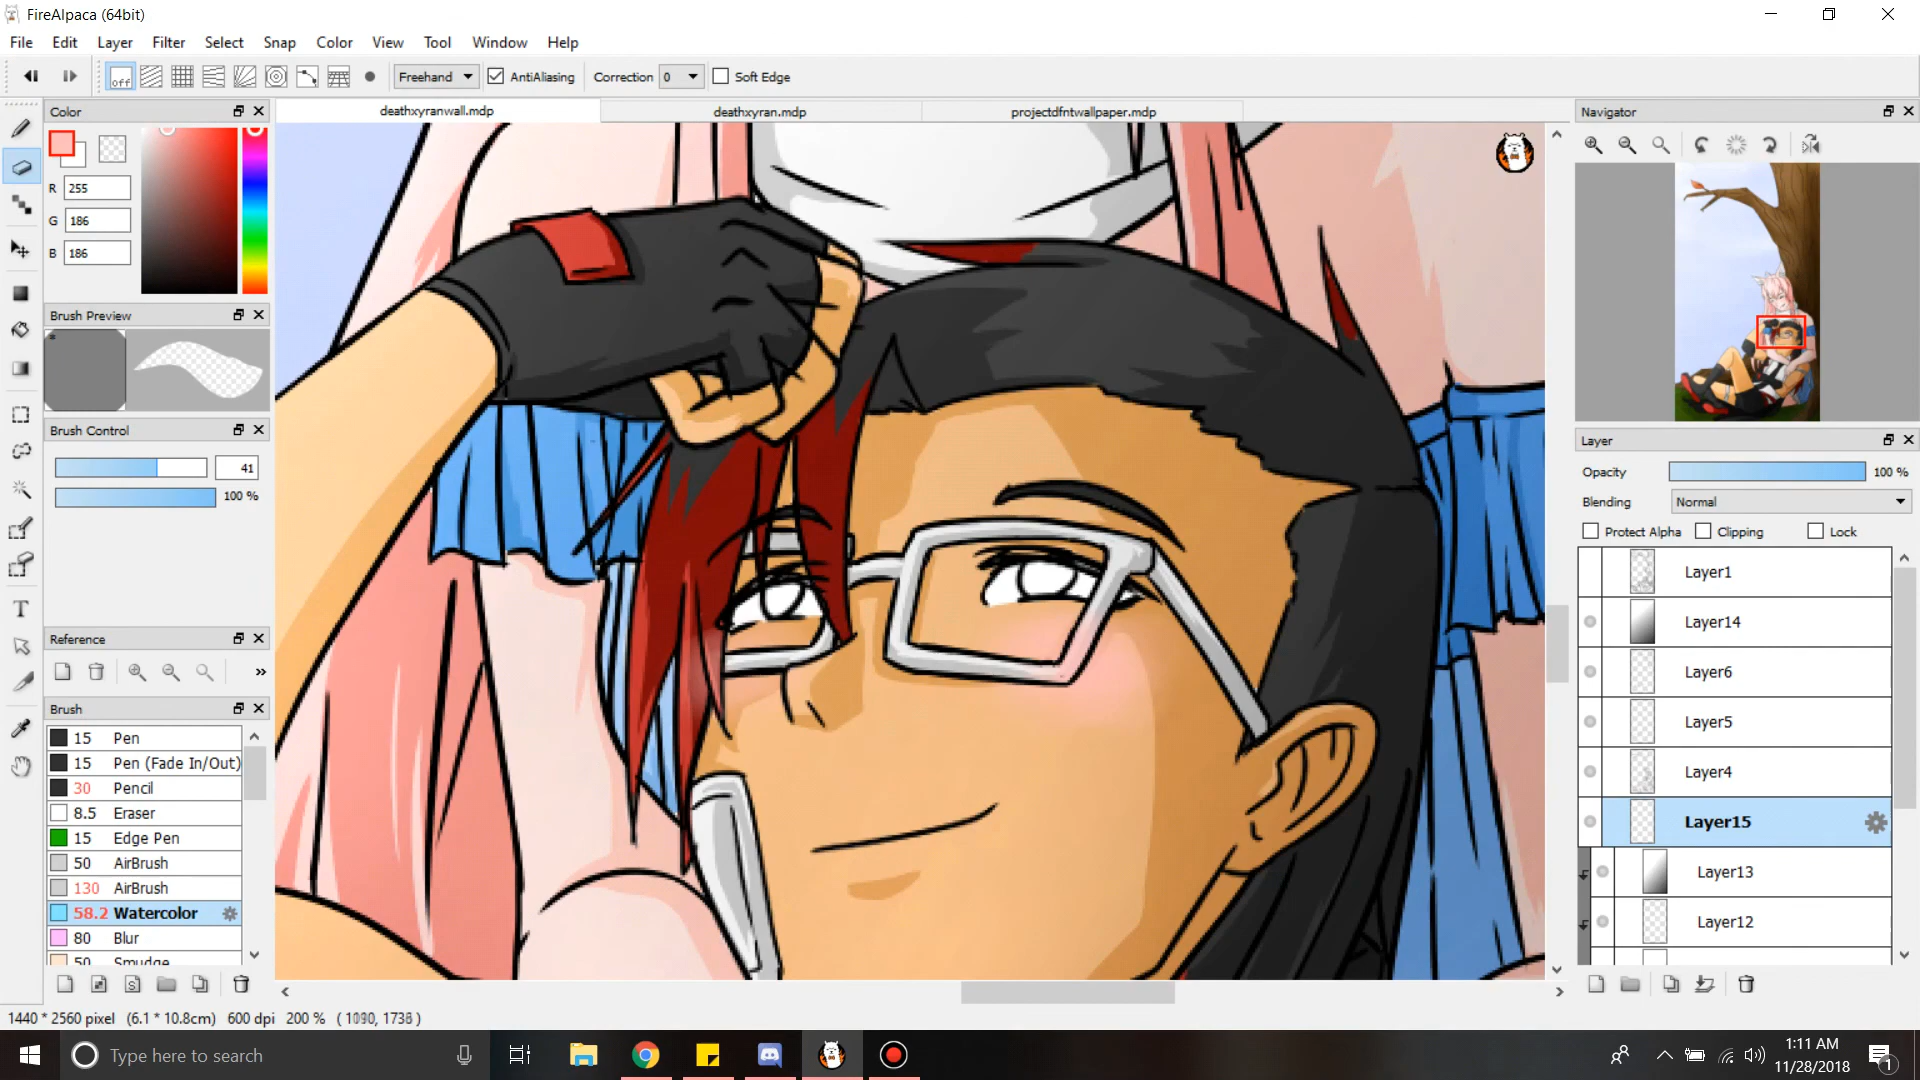 FireAlpaca (64bit)
File Edit Layer Filter Select Snap Color View Tool Window Help
off Freehand AntiAliasing Correction 0 Soft Edge
Color
deathxyranwall.mdp deathxyran.mdp projectdfntwallpaper.mdp
Navigator
R 255
G 186
B 186
Brush Preview
Brush Control
41
100 %
Reference
»
Brush
15 Pen
15 Pen (Fade In/Out)
30 Pencil
8.5 Eraser
15 Edge Pen
50 AirBrush
130 AirBrush
58.2 Watercolor
80 Blur
50 Smudge
Layer
Opacity 100 %
Blending Normal
Protect Alpha Clipping Lock
Layer1
Layer14
Layer6
Layer5
Layer4
Layer15
Layer13
Layer12
T
S
1440 * 2560 pixel (6.1 * 10.8cm) 600 dpi 200 % ( 1090, 1738 )
Type here to search
1:11 AM
11/28/2018
1